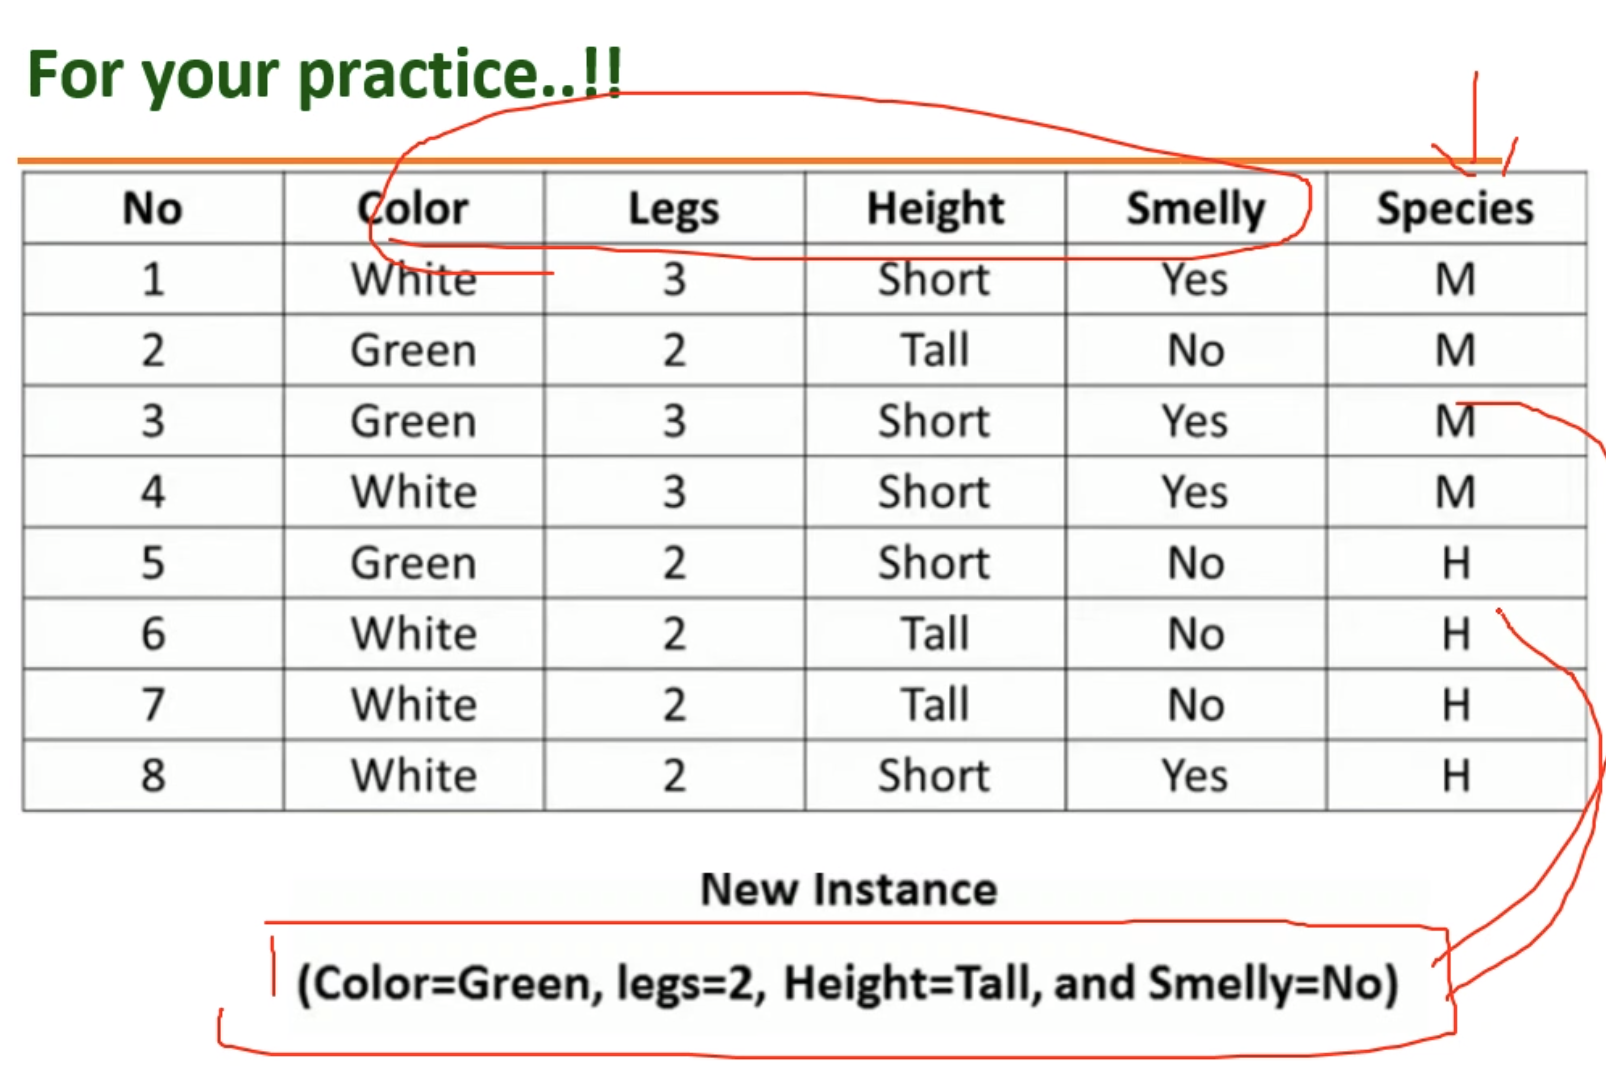 For your practice..!!
No Color Legs Height Smelly Species
1 White 3 Short Yes M
2 Green 2 Tall No M
3 Green 3 Short Yes M
4 White 3 Short Yes M
5 Green 2 Short No H
6 White 2 Tall No H
7 White 2 Tall No H
8 White 2 Short Yes H
New Instance
(Color=Green, legs=2, Height=Tall, and Smelly=No)